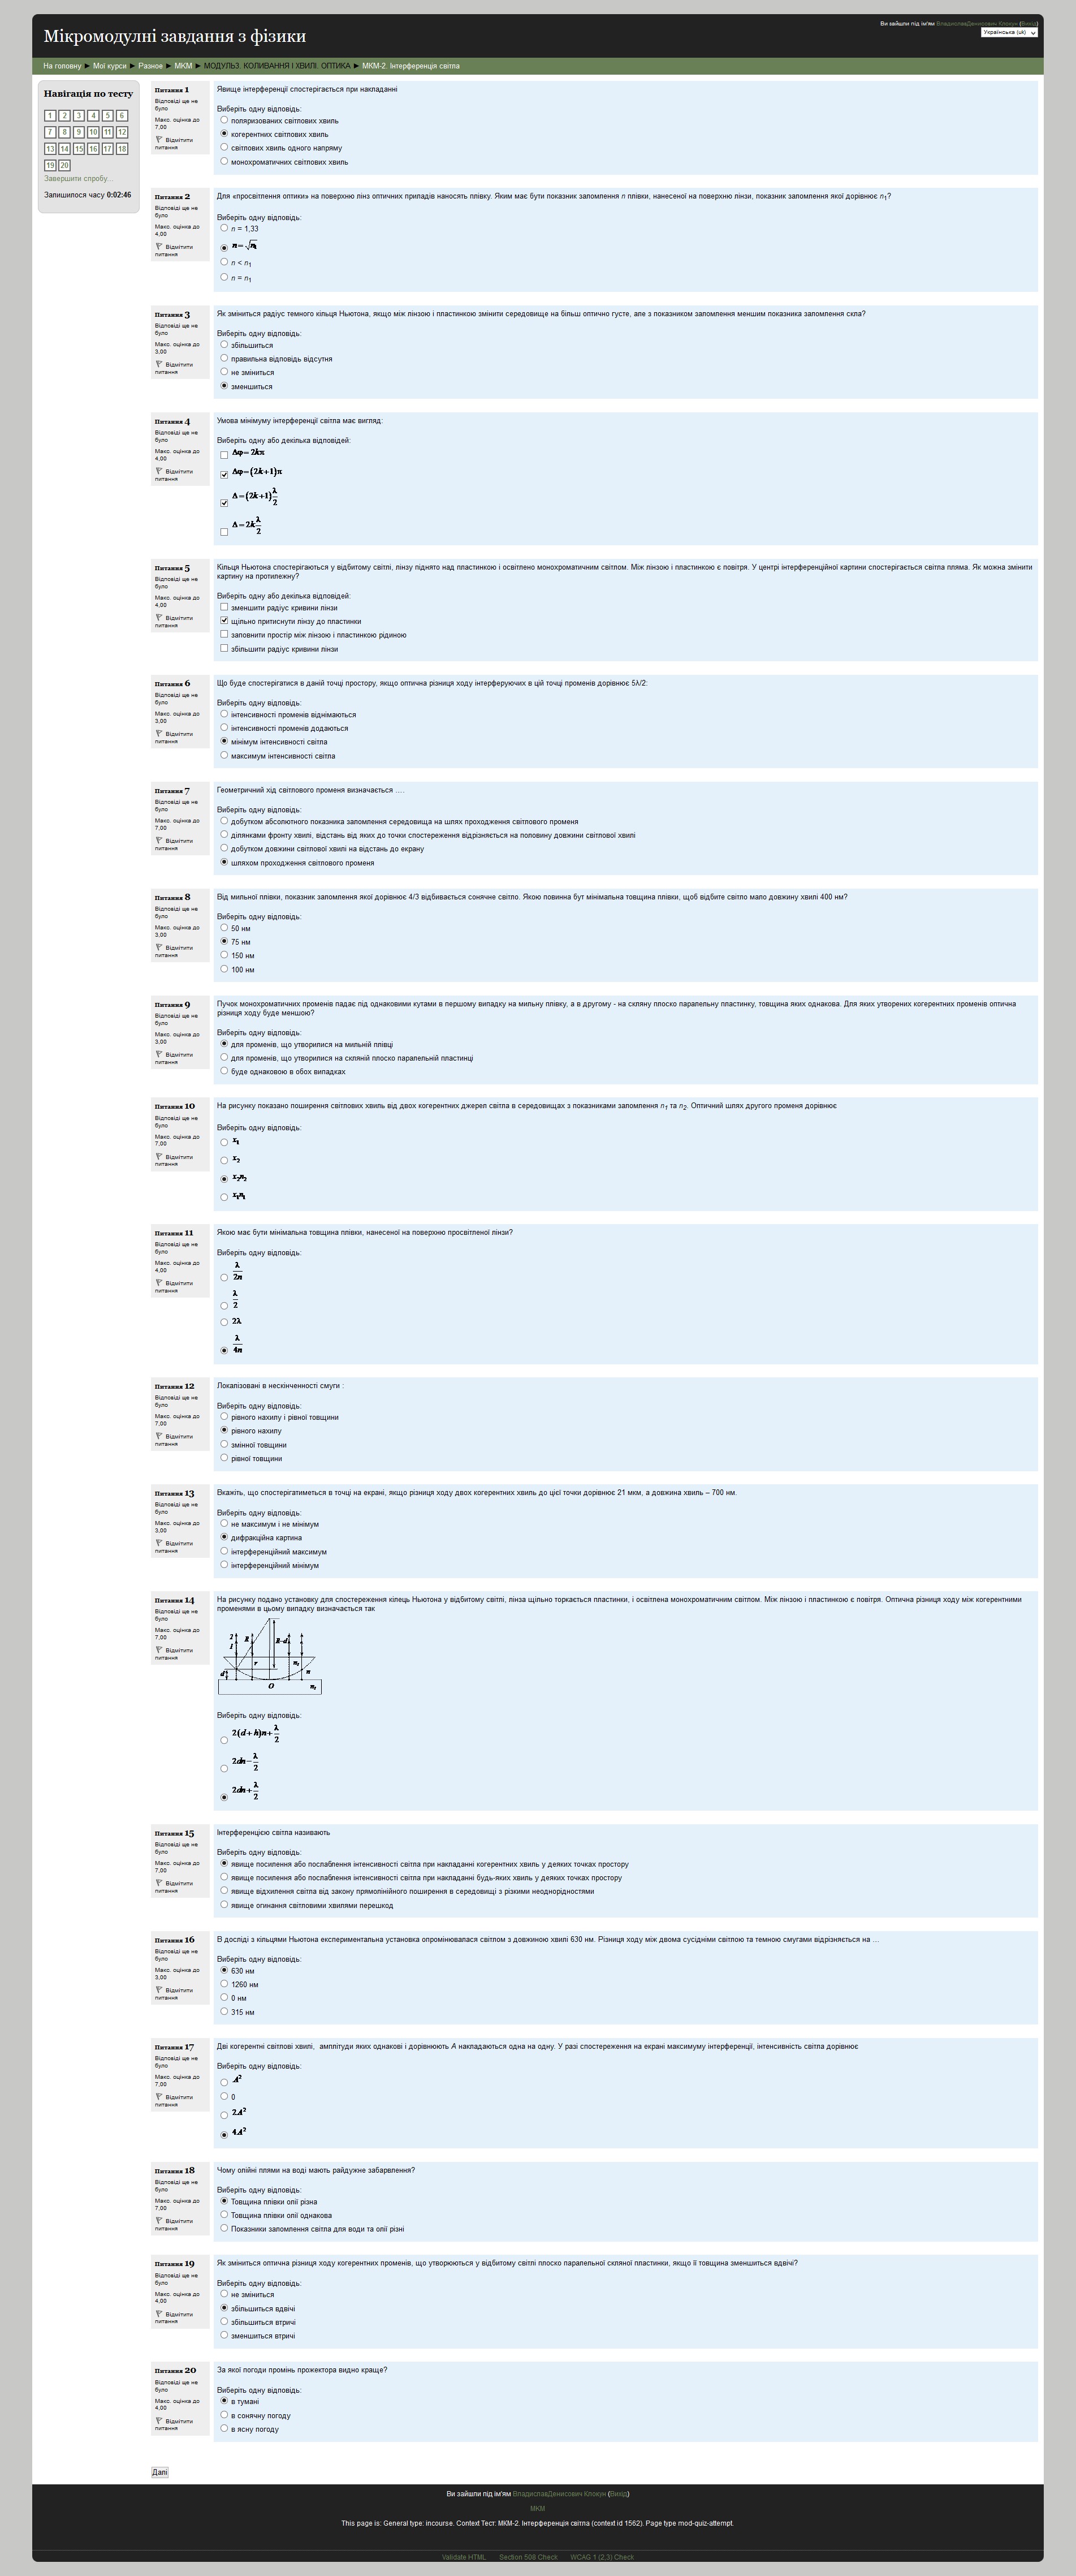 Ви зайшли під ім'ям ВладиславДенисович Клокун (Вихід)
Українська (uk)
Мікромодулні завдання з фізики
На головну ► Мої курси ► Разное ► МКМ ► МОДУЛЬ3. КОЛИВАННЯ І ХВИЛІ. ОПТИКА ► МКМ-2. Інтерференція світла
Навігація по тесту
1 2 3 4 5 6
7 8 9 10 11 12
13 14 15 16 17 18
19 20
Завершити спробу...
Залишилося часу 0:02:46
Питання 1
Відповіді ще не
було
Макс. оцінка до
7,00
Відмітити
питання
Явище інтерференції спостерігається при накладанні
Виберіть одну відповідь:
поляризованих світлових хвиль
когерентних світлових хвиль
світлових хвиль одного напряму
монохроматичних світлових хвиль
Питання 2
Відповіді ще не
було
Макс. оцінка до
4,00
Відмітити
питання
Для «просвітлення оптики» на поверхню лінз оптичних приладів наносять плівку. Яким має бути показник заломлення n плівки, нанесеної на поверхню лінзи, показник заломлення якої дорівнює n1?
Виберіть одну відповідь:
n = 1,33
n = √n1
n < n1
n = n1
Питання 3
Відповіді ще не
було
Макс. оцінка до
3,00
Відмітити
питання
Як зміниться радіус темного кільця Ньютона, якщо між лінзою і пластинкою змінити середовище на більш оптично густе, але з показником заломлення меншим показника заломлення скла?
Виберіть одну відповідь:
збільшиться
правильна відповідь відсутня
не зміниться
зменшиться
Питання 4
Відповіді ще не
було
Макс. оцінка до
4,00
Відмітити
питання
Умова мінімуму інтерференції світла має вигляд:
Виберіть одну або декілька відповідей:
Δφ = 2kπ
Δφ = (2k+1)π
Δ = (2k+1)λ/2
Δ = 2kλ/2
Питання 5
Відповіді ще не
було
Макс. оцінка до
4,00
Відмітити
питання
Кільця Ньютона спостерігаються у відбитому світлі, лінзу піднято над пластинкою і освітлено монохроматичним світлом. Між лінзою і пластинкою є повітря. У центрі інтерференційної картини спостерігається світла пляма. Як можна змінити
картину на протилежну?
Виберіть одну або декілька відповідей:
зменшити радіус кривини лінзи
щільно притиснути лінзу до пластинки
заповнити простір між лінзою і пластинкою рідиною
збільшити радіус кривини лінзи
Питання 6
Відповіді ще не
було
Макс. оцінка до
3,00
Відмітити
питання
Що буде спостерігатися в даній точці простору, якщо оптична різниця ходу інтерферуючих в цій точці променів дорівнює 5λ/2:
Виберіть одну відповідь:
інтенсивності променів віднімаються
інтенсивності променів додаються
мінімум інтенсивності світла
максимум інтенсивності світла
Питання 7
Відповіді ще не
було
Макс. оцінка до
7,00
Відмітити
питання
Геометричний хід світлового променя визначається .....
Виберіть одну відповідь:
добутком абсолютного показника заломлення середовища на шлях проходження світлового променя
ділянками фронту хвилі, відстань від яких до точки спостереження відрізняється на половину довжини світлової хвилі
добутком довжини світлової хвилі на відстань до екрану
шляхом проходження світлового променя
Питання 8
Відповіді ще не
було
Макс. оцінка до
3,00
Відмітити
питання
Від мильної плівки, показник заломлення якої дорівнює 4/3 відбивається сонячне світло. Якою повинна бут мінімальна товщина плівки, щоб відбите світло мало довжину хвилі 400 нм?
Виберіть одну відповідь:
50 нм
75 нм
150 нм
100 нм
Питання 9
Відповіді ще не
було
Макс. оцінка до
3,00
Відмітити
питання
Пучок монохроматичних променів падає під однаковими кутами в першому випадку на мильну плівку, а в другому - на скляну плоско паралельну пластинку, товщина яких однакова. Для яких утворених когерентних променів оптична
різниця ходу буде меншою?
Виберіть одну відповідь:
для променів, що утворилися на мильній плівці
для променів, що утворилися на скляній плоско паралельній пластинці
буде однаковою в обох випадках
Питання 10
Відповіді ще не
було
Макс. оцінка до
7,00
Відмітити
питання
На рисунку показано поширення світлових хвиль від двох когерентних джерел світла в середовищах з показниками заломлення n1 та n2. Оптичний шлях другого променя дорівнює
Виберіть одну відповідь:
x1
x2
x2n2
x1n1
Питання 11
Відповіді ще не
було
Макс. оцінка до
4,00
Відмітити
питання
Якою має бути мінімальна товщина плівки, нанесеної на поверхню просвітленої лінзи?
Виберіть одну відповідь:
λ/2n
λ/2
2λ
λ/4n
Питання 12
Відповіді ще не
було
Макс. оцінка до
7,00
Відмітити
питання
Локалізовані в нескінченності смуги :
Виберіть одну відповідь:
рівного нахилу і рівної товщини
рівного нахилу
змінної товщини
рівної товщини
Питання 13
Відповіді ще не
було
Макс. оцінка до
3,00
Відмітити
питання
Вкажіть, що спостерігатиметься в точці на екрані, якщо різниця ходу двох когерентних хвиль до цієї точки дорівнює 21 мкм, а довжина хвиль – 700 нм.
Виберіть одну відповідь:
не максимум і не мінімум
дифракційна картина
інтерференційний максимум
інтерференційний мінімум
Питання 14
Відповіді ще не
було
Макс. оцінка до
7,00
Відмітити
питання
На рисунку подано установку для спостереження кілець Ньютона у відбитому світлі, лінза щільно торкається пластинки, і освітлена монохроматичним світлом. Між лінзою і пластинкою є повітря. Оптична різниця ходу між когерентними
променями в цьому випадку визначається так
2 R R-d
1
r
d n
O
Виберіть одну відповідь:
2(d+h)n+λ/2
2dn−λ/2
2dn+λ/2
Питання 15
Відповіді ще не
було
Макс. оцінка до
7,00
Відмітити
питання
Інтерференцією світла називають
Виберіть одну відповідь:
явище посилення або послаблення інтенсивності світла при накладанні когерентних хвиль у деяких точках простору
явище посилення або послаблення інтенсивності світла при накладанні будь-яких хвиль у деяких точках простору
явище відхилення світла від закону прямолінійного поширення в середовищі з різкими неоднорідностями
явище огинання світловими хвилями перешкод
Питання 16
Відповіді ще не
було
Макс. оцінка до
3,00
Відмітити
питання
В досліді з кільцями Ньютона експериментальна установка опромінювалася світлом з довжиною хвилі 630 нм. Різниця ходу між двома сусідніми світлою та темною смугами відрізняється на ...
Виберіть одну відповідь:
630 нм
1260 нм
0 нм
315 нм
Питання 17
Відповіді ще не
було
Макс. оцінка до
7,00
Відмітити
питання
Дві когерентні світлові хвилі, амплітуди яких однакові і дорівнюють А накладаються одна на одну. У разі спостереження на екрані максимуму інтерференції, інтенсивність світла дорівнює
Виберіть одну відповідь:
A²
0
2A²
4A²
Питання 18
Відповіді ще не
було
Макс. оцінка до
7,00
Відмітити
питання
Чому олійні плями на воді мають райдужне забарвлення?
Виберіть одну відповідь:
Товщина плівки олії різна
Товщина плівки олії однакова
Показники заломлення світла для води та олії різні
Питання 19
Відповіді ще не
було
Макс. оцінка до
4,00
Відмітити
питання
Як зміниться оптична різниця ходу когерентних променів, що утворюються у відбитому світлі плоско паралельної скляної пластинки, якщо її товщина зменшиться вдвічі?
Виберіть одну відповідь:
не зміниться
збільшиться вдвічі
збільшиться втричі
зменшиться втричі
Питання 20
Відповіді ще не
було
Макс. оцінка до
4,00
Відмітити
питання
За якої погоди промінь прожектора видно краще?
Виберіть одну відповідь:
в тумані
в сонячну погоду
в ясну погоду
Далі
Ви зайшли під ім'ям ВладиславДенисович Клокун (Вихід)
МКМ
This page is: General type: incourse. Context Тест: МКМ-2. Інтерференція світла (context id 1562). Page type mod-quiz-attempt.
Validate HTML Section 508 Check WCAG 1 (2,3) Check